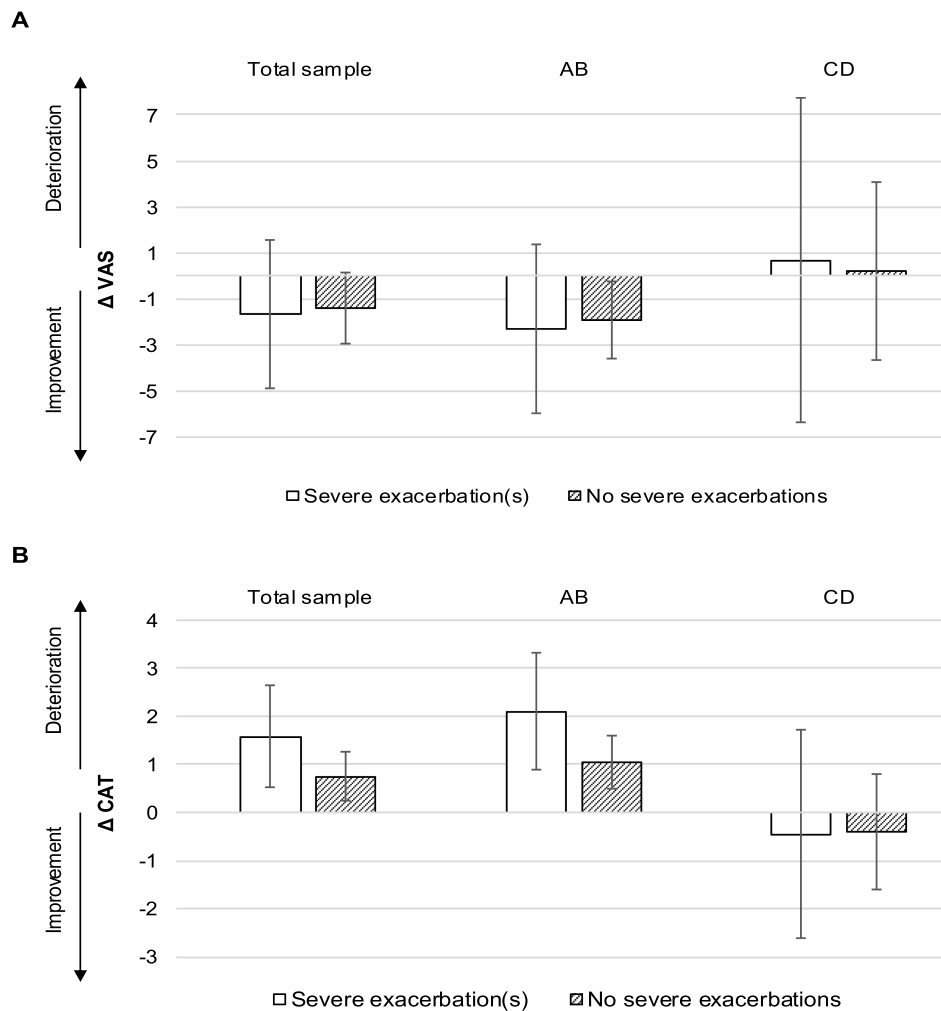 A
Total sample AB CD
Deterioration
Δ VAS
Improvement
7
5
3
1
-1
-3
-5
-7
Severe exacerbation(s) No severe exacerbations
B
Total sample AB CD
Deterioration
Δ CAT
Improvement
4
3
2
1
0
-1
-2
-3
Severe exacerbation(s) No severe exacerbations